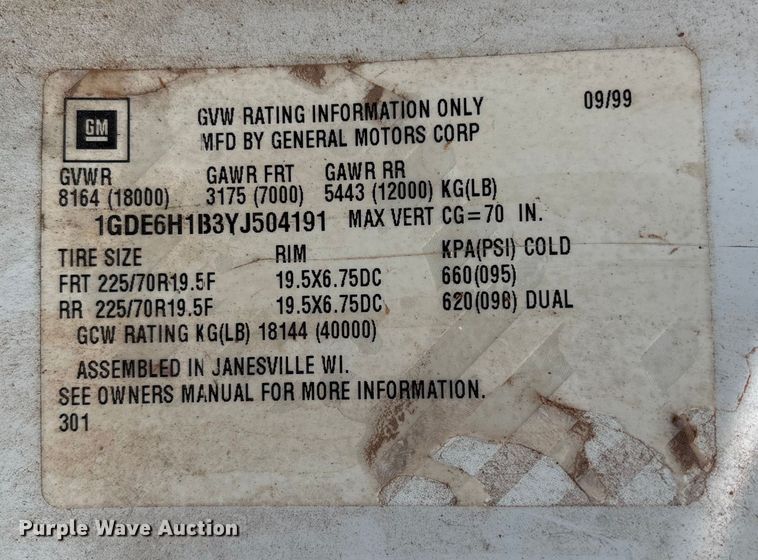 GM
GVW RATING INFORMATION ONLY 09/99
MFD BY GENERAL MOTORS CORP
GVWR GAWR FRT GAWR RR
8164 (18000) 3175 (7000) 5443 (12000) KG(LB)
1GDE6H1B3YJ504191 MAX VERT CG=70 IN.
TIRE SIZE RIM KPA(PSI) COLD
FRT 225/70R19.5F 19.5X6.75DC 660(095)
RR 225/70R19.5F 19.5X6.75DC 620(090) DUAL
GCW RATING KG(LB) 18144 (40000)
ASSEMBLED IN JANESVILLE WI.
SEE OWNERS MANUAL FOR MORE INFORMATION.
301
Purple Wave Auction